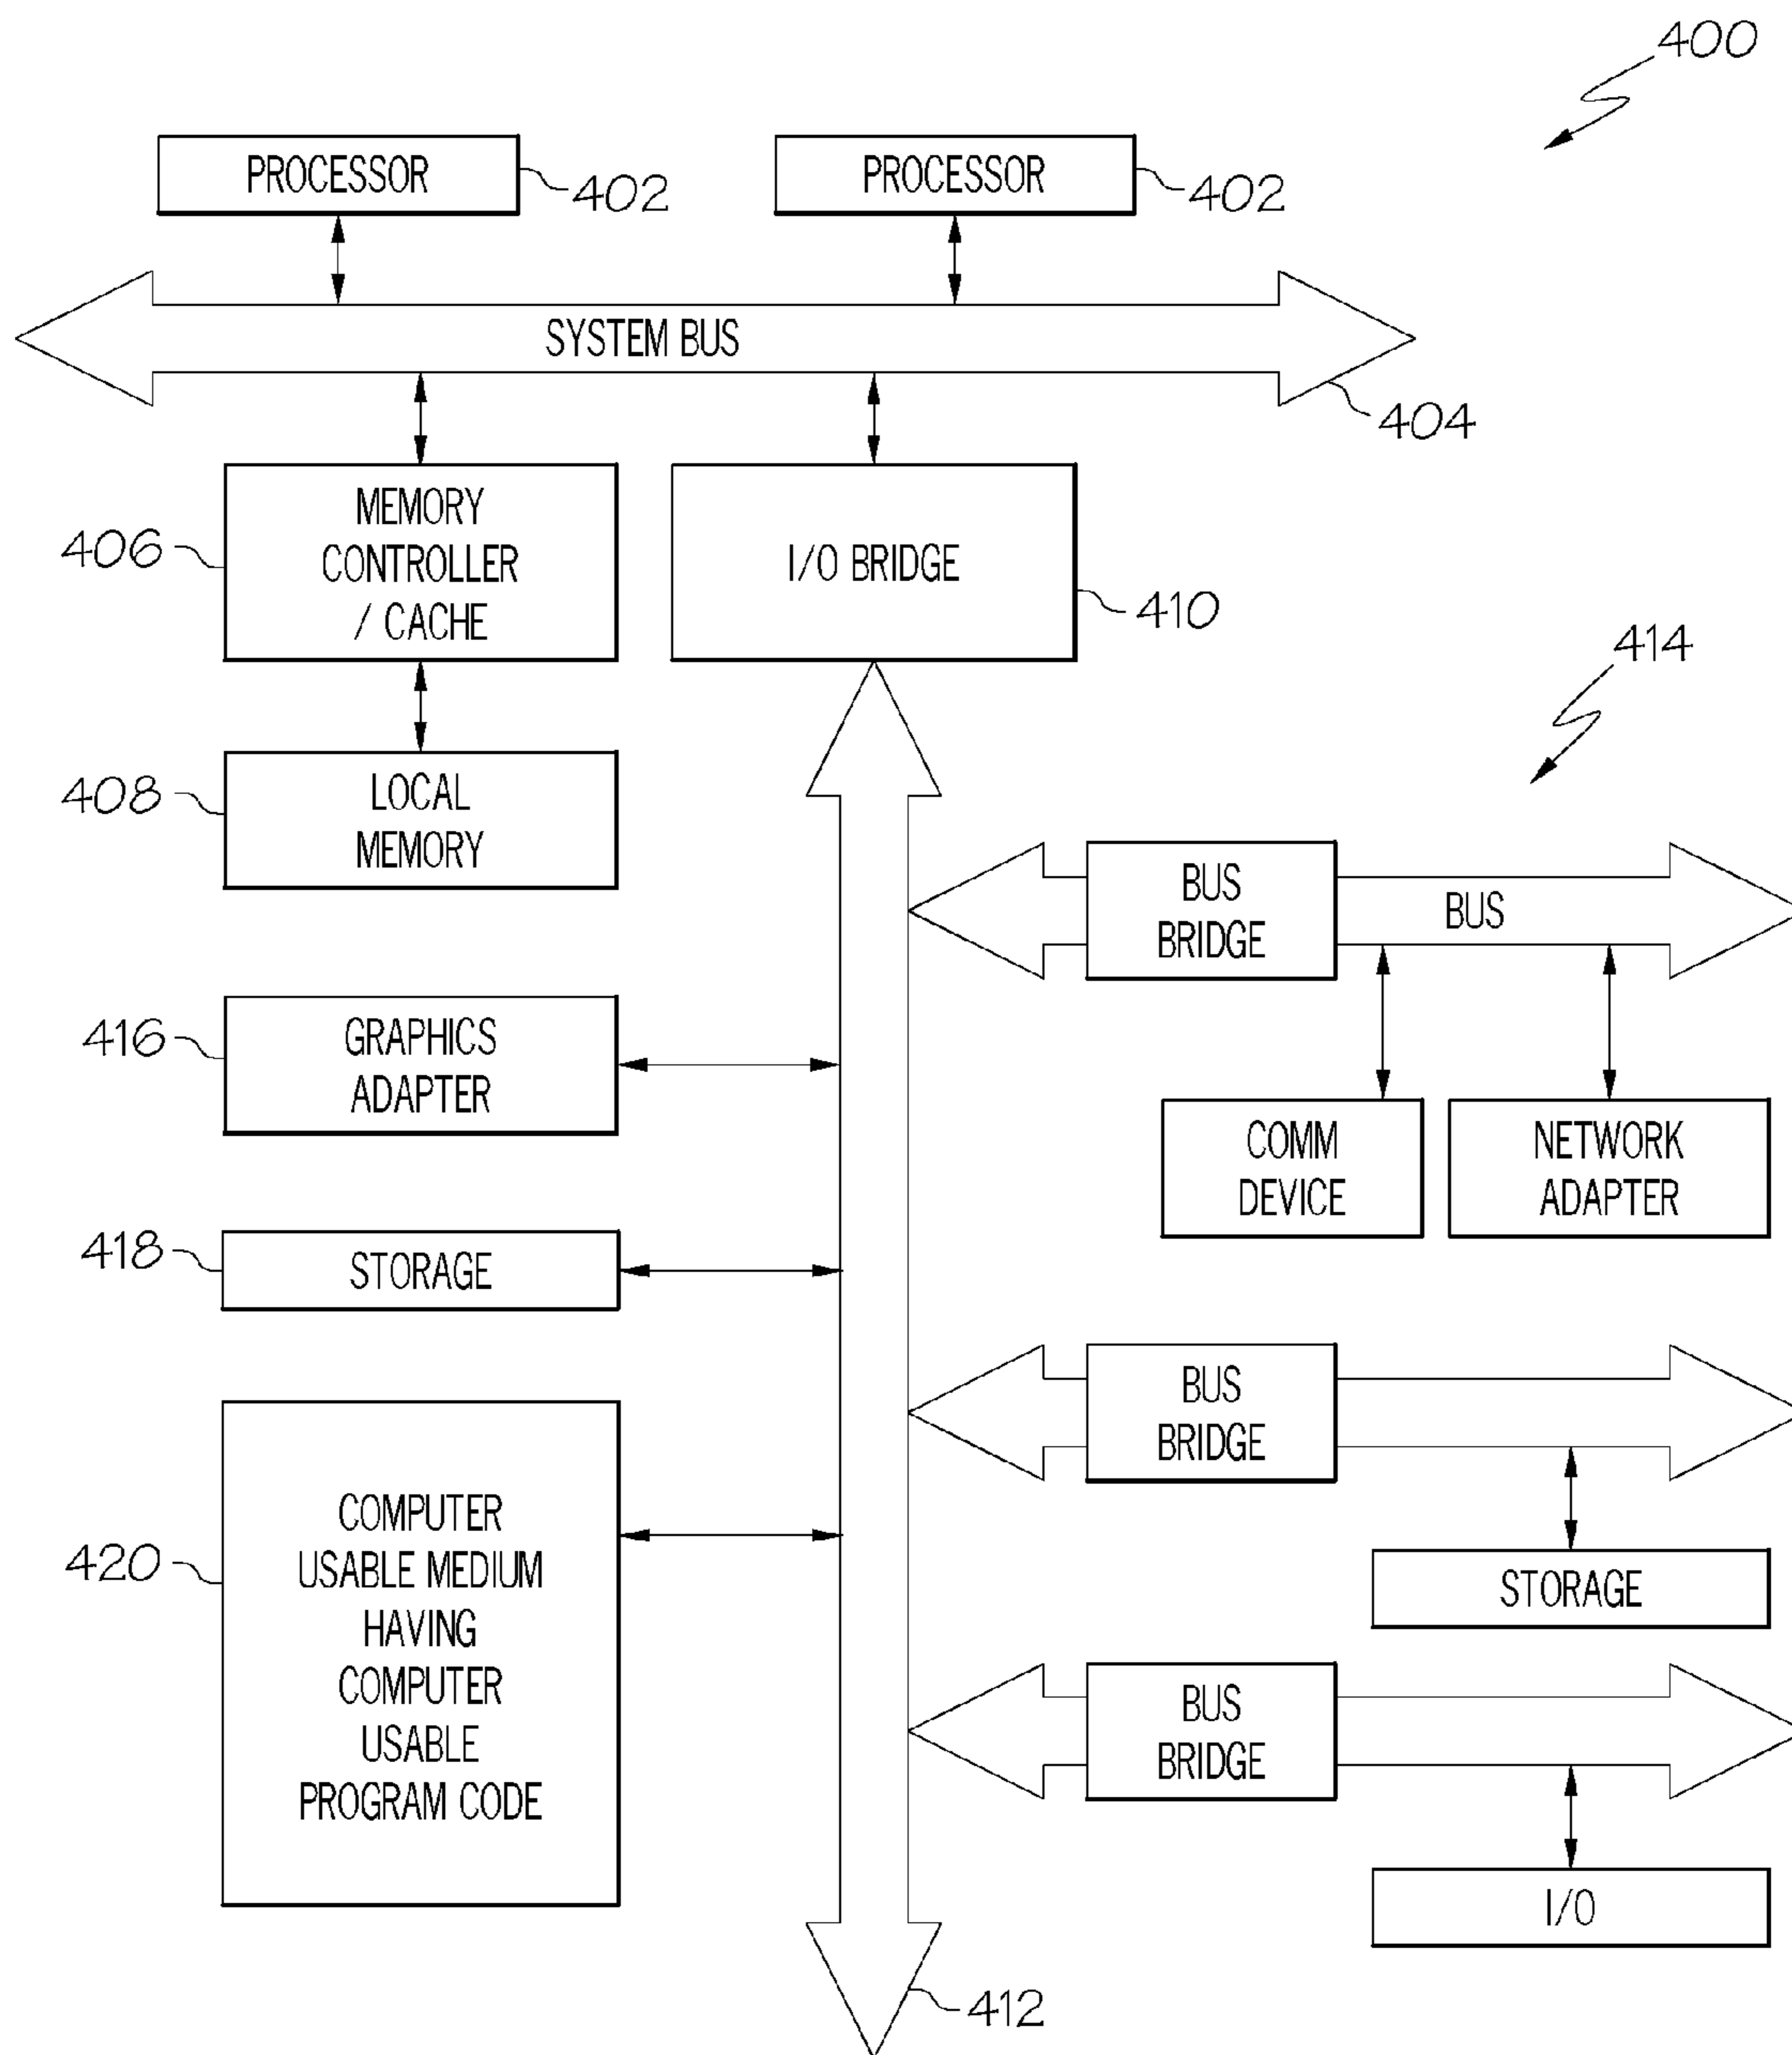 400
PROCESSOR
402
PROCESSOR
402
SYSTEM BUS
404
MEMORY
CONTROLLER
/ CACHE
406
I/O BRIDGE
410
414
LOCAL
MEMORY
408
BUS
BRIDGE
BUS
GRAPHICS
ADAPTER
416
COMM
DEVICE
NETWORK
ADAPTER
STORAGE
418
BUS
BRIDGE
STORAGE
COMPUTER
USABLE MEDIUM
HAVING
COMPUTER
USABLE
PROGRAM CODE
420
BUS
BRIDGE
I/O
412